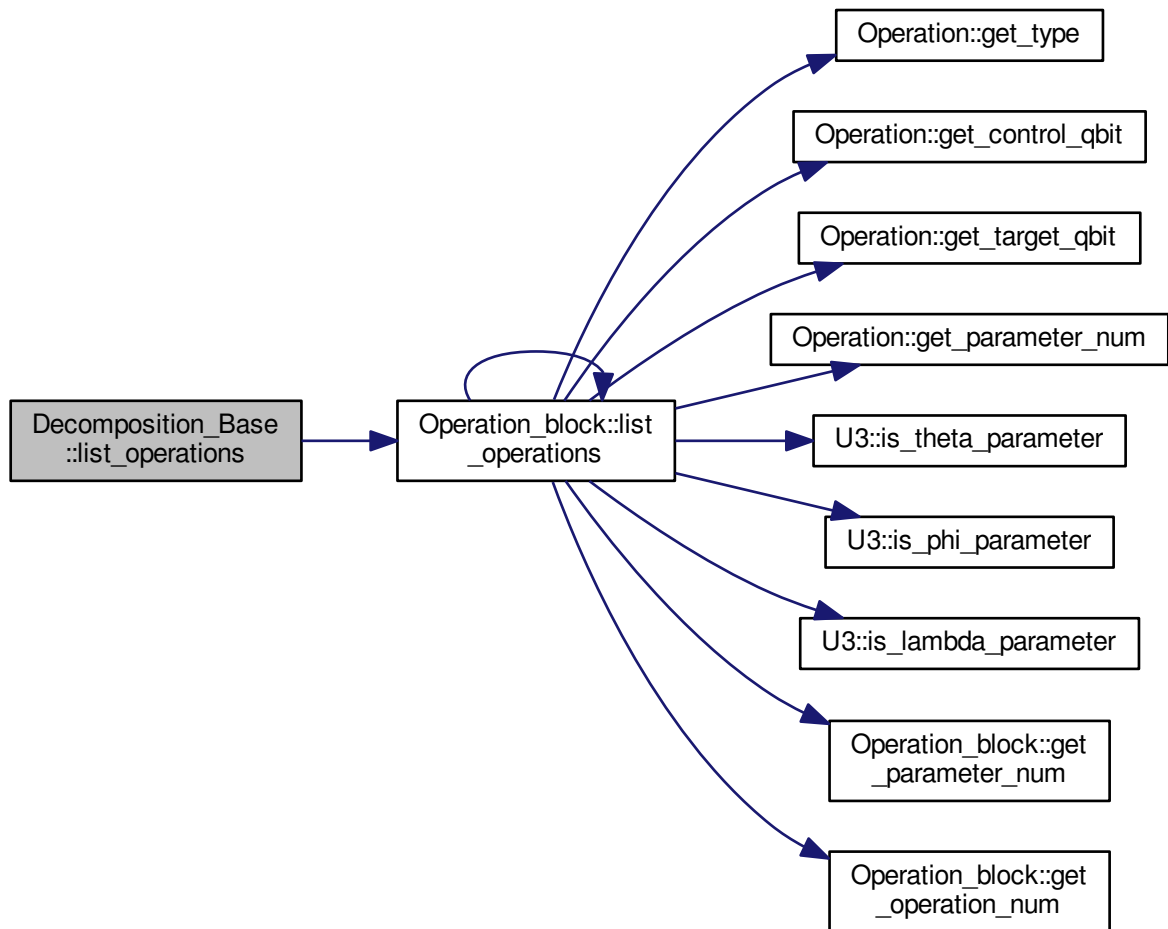 Operation::get_type
Operation::get_control_qbit
Operation::get_target_qbit
Operation::get_parameter_num
Decomposition_Base
::list_operations
Operation_block::list
_operations
U3::is_theta_parameter
U3::is_phi_parameter
U3::is_lambda_parameter
Operation_block::get
_parameter_num
Operation_block::get
_operation_num